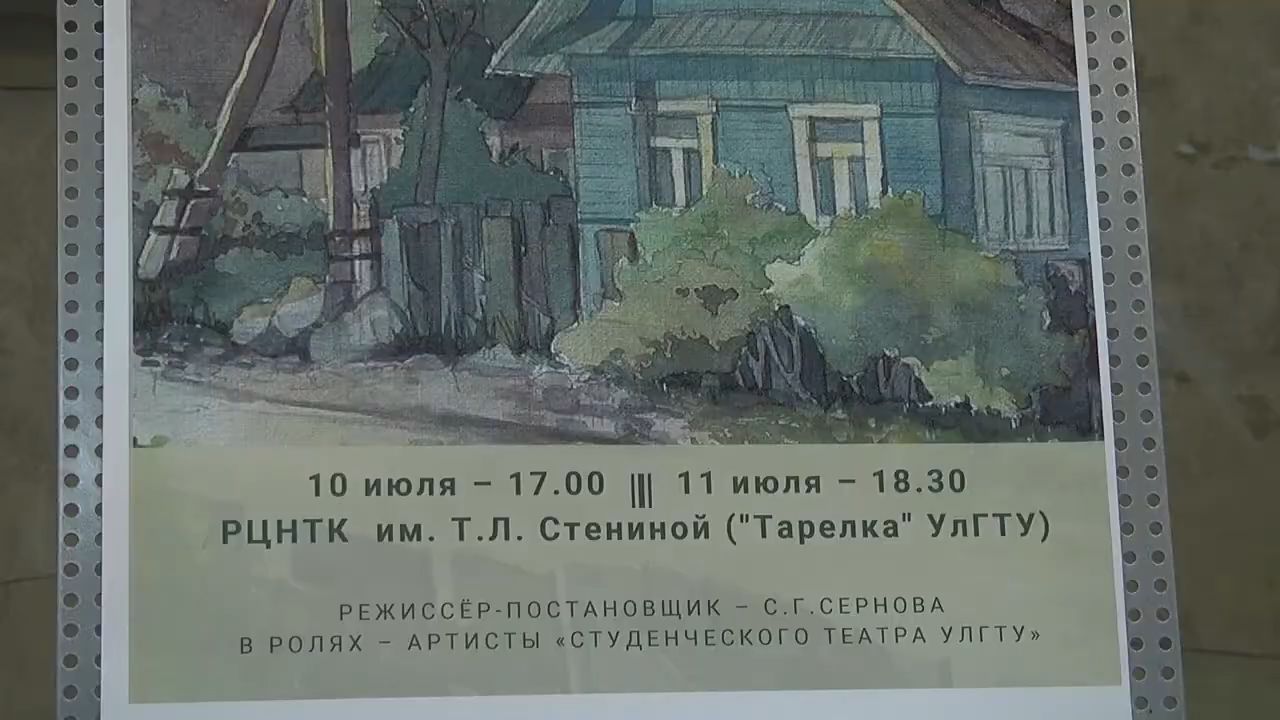 10 июля – 17.00 |||| 11 июля – 18.30
РЦНТК им. Т.Л. Стениной ("Тарелка" УлГТУ)
РЕЖИССЁР-ПОСТАНОВЩИК – С.Г.СЕРНОВА
В РОЛЯХ – АРТИСТЫ «СТУДЕНЧЕСКОГО ТЕАТРА УЛГТУ»